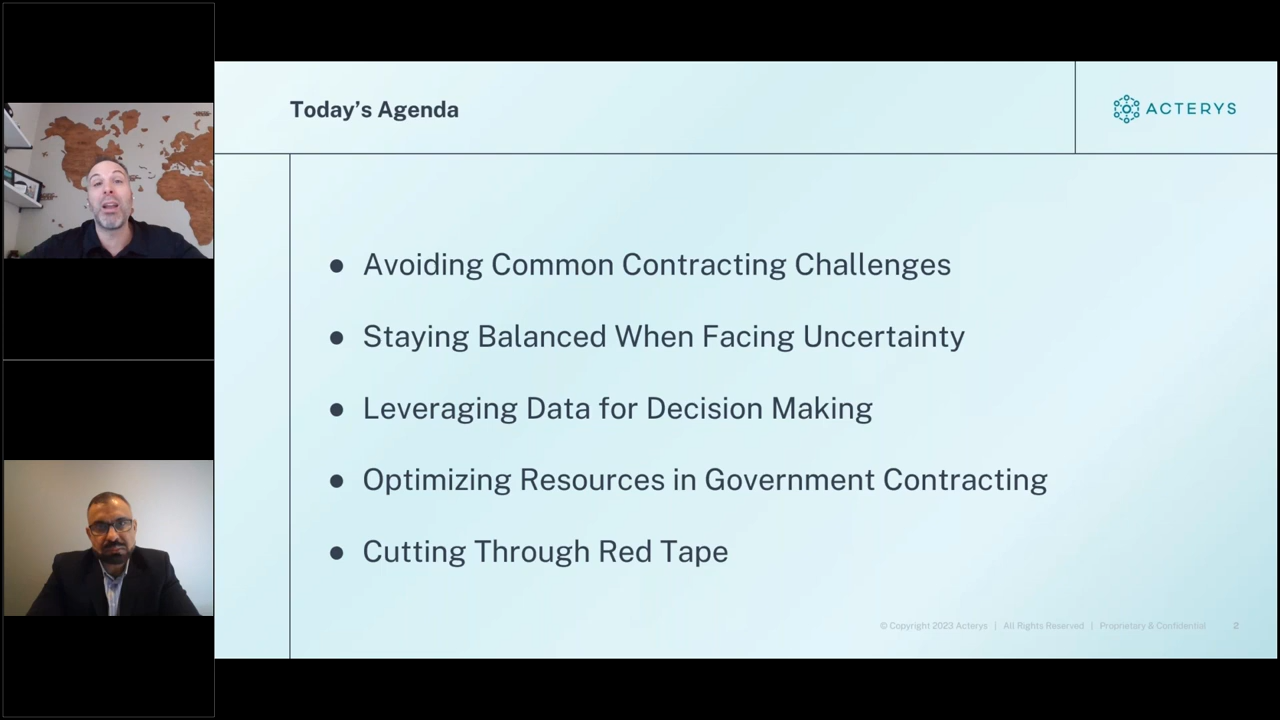 Today's Agenda
ACTERYS
● Avoiding Common Contracting Challenges
● Staying Balanced When Facing Uncertainty
● Leveraging Data for Decision Making
● Optimizing Resources in Government Contracting
● Cutting Through Red Tape
© Copyright 2023 Acterys | All Rights Reserved | Proprietary & Confidential 2